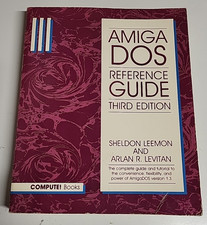 AMIGA
DOS
REFERENCE
GUIDE
THIRD EDITION
SHELDON LEEMON
AND
ARLAN R. LEVITAN
The complete guide and tutorial to
the convenience, flexibility, and
power of AmigaDOS version 1.3.
COMPUTE! Books